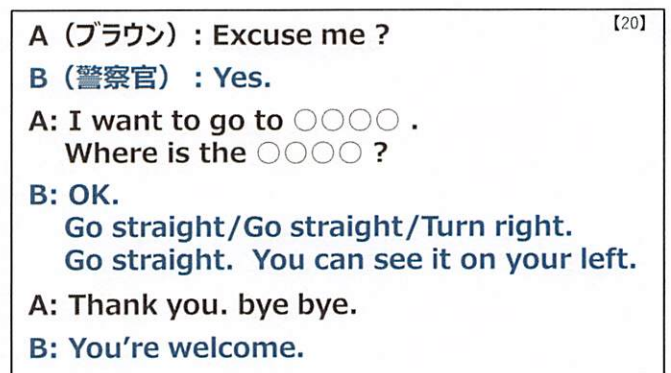 【20】
A（ブラウン）: Excuse me ?
B（警察官） : Yes.
A: I want to go to ○○○○ .
Where is the ○○○○ ?
B: OK.
Go straight/Go straight/Turn right.
Go straight.  You can see it on your left.
A: Thank you. bye bye.
B: You're welcome.